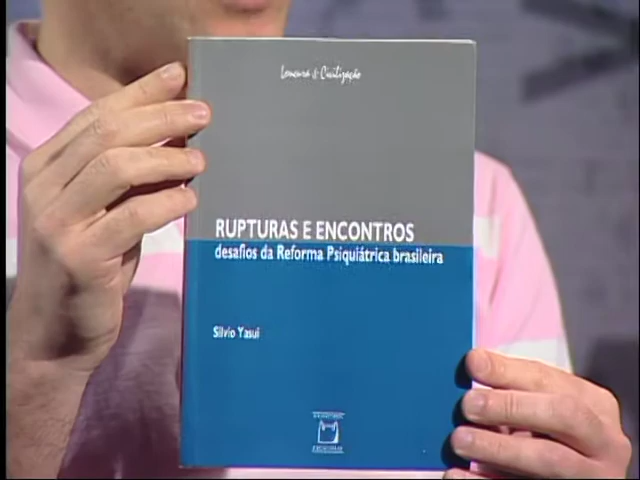 Loucura & Civilização
RUPTURAS E ENCONTROS
desafios da Reforma Psiquiátrica brasileira
Silvio Yasui